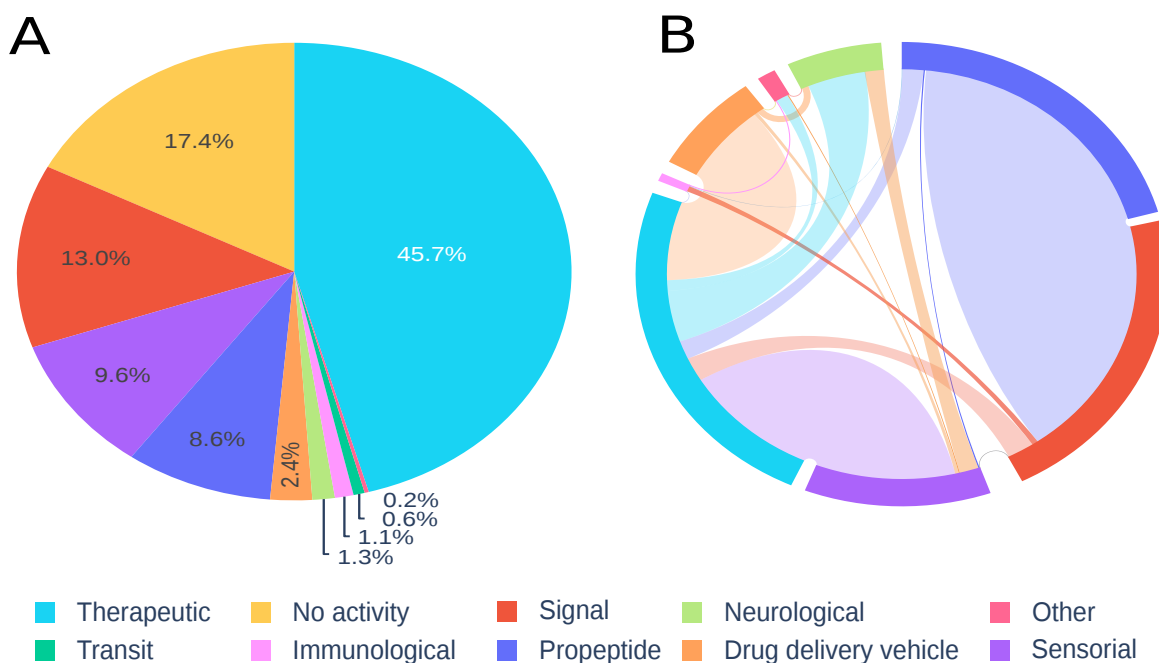 A
B
17.4%
45.7%
13.0%
9.6%
8.6%
2.4%
0.2%
0.6%
1.1%
1.3%
Therapeutic No activity Signal Neurological Other
Transit Immunological Propeptide Drug delivery vehicle Sensorial